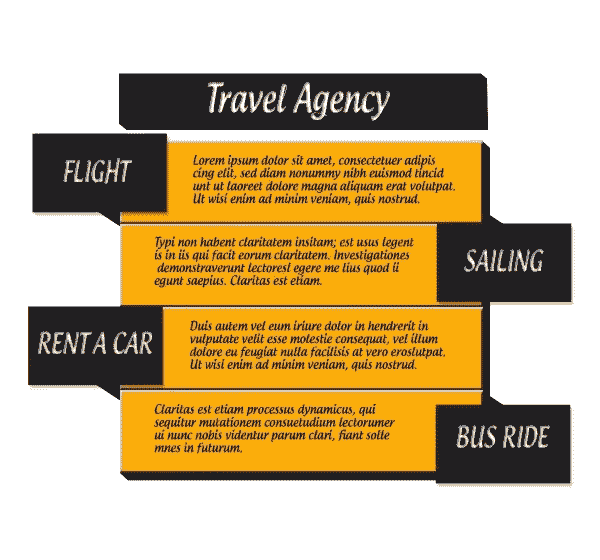 Travel Agency
FLIGHT
Lorem ipsum dolor sit amet, consectetuer adipis
cing elit, sed diam nonummy nibh euismod tincid
unt ut laoreet dolore magna aliquam erat volutpat.
Ut wisi enim ad minim veniam, quis nostrud.
SAILING
Typi non habent claritatem insitam; est usus legent
is in iis qui facit eorum claritatem. Investigationes
demonstraverunt lectoresl egere me lius quod ii
egunt saepius. Claritas est etiam.
RENT A CAR
Duis autem vel eum iriure dolor in hendrerit in
vulputate velit esse molestie consequat, vel illum
dolore eu feugiat nulla facilisis at vero eroslutpat.
Ut wisi enim ad minim veniam, quis nostrud.
BUS RIDE
Claritas est etiam processus dynamicus, qui
sequitur mutationem consuetudium lectorumer
ui nunc nobis videntur parum clari, fiant solle
mnes in futurum.